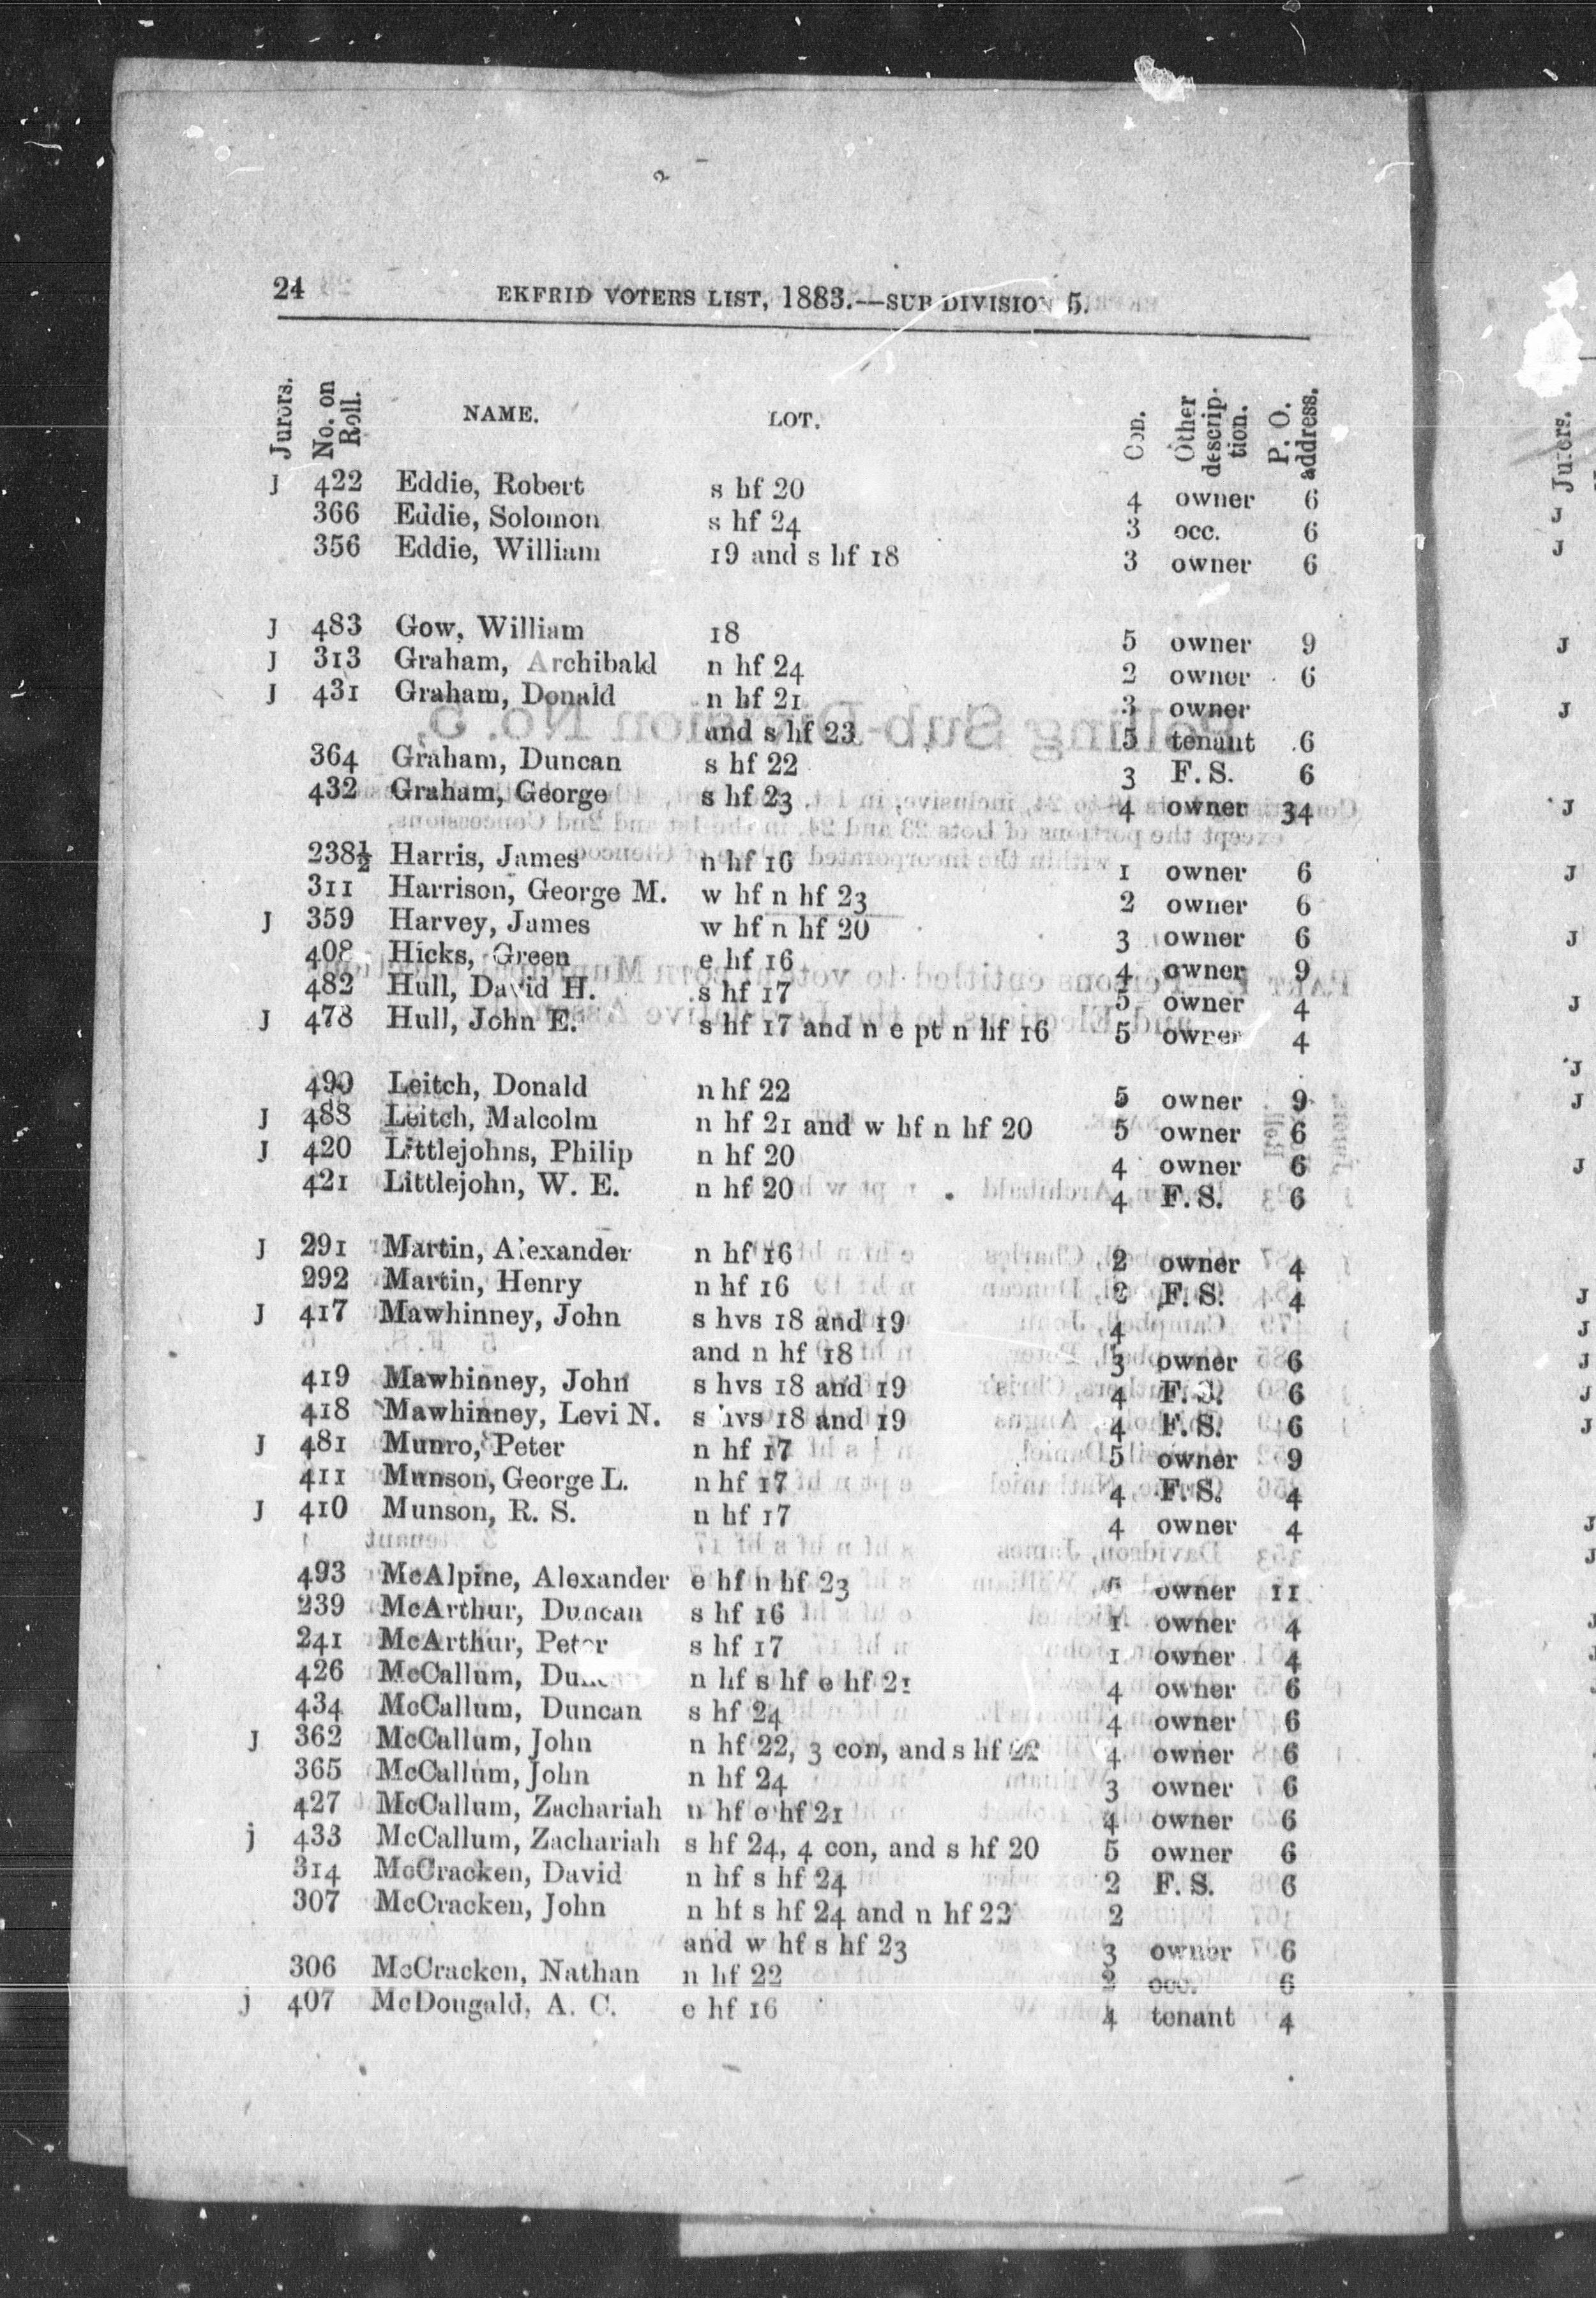 24 EKFRID VOTERS LIST, 1883.—SUB DIVISION 5.
Jurors. No. on Roll. NAME. LOT. Con. Other descrip- tion. P. O. address.
J 422 Eddie, Robert s hf 20 4 owner 6
366 Eddie, Solomon s hf 24 3 occ. 6
356 Eddie, William 19 and s hf 18 3 owner 6
J 483 Gow, William 18 5 owner 9
J 313 Graham, Archibald n hf 24 2 owner 6
J 431 Graham, Donald n hf 21 3 owner
and s hf 23 5 tenant 6
364 Graham, Duncan s hf 22 3 F. S. 6
432 Graham, George s hf 23 4 owner 34
238½ Harris, James n hf 16 1 owner 6
311 Harrison, George M. w hf n hf 23 2 owner 6
J 359 Harvey, James w hf n hf 20 3 owner 6
408 Hicks, Green e hf 16 4 owner 9
482 Hull, David H. s hf 17 5 owner 4
J 478 Hull, John E. s hf 17 and n e pt n hf 16 5 owner 4
490 Leitch, Donald n hf 22 5 owner 9
J 488 Leitch, Malcolm n hf 21 and w hf n hf 20 5 owner 6
J 420 Littlejohns, Philip n hf 20 4 owner 6
421 Littlejohn, W. E. n hf 20 4 F. S. 6
J 291 Martin, Alexander n hf 16 2 owner 4
292 Martin, Henry n hf 16 2 F. S. 4
J 417 Mawhinney, John s hvs 18 and 19 4
and n hf 18 3 owner 6
419 Mawhinney, John s hvs 18 and 19 4 F. S. 6
418 Mawhinney, Levi N. s hvs 18 and 19 4 F. S. 6
J 481 Munro, Peter n hf 17 5 owner 9
411 Munson, George L. n hf 17 4 F. S. 4
J 410 Munson, R. S. n hf 17 4 owner 4
493 McAlpine, Alexander e hf n hf 23 owner 11
239 McArthur, Duncan s hf 16 1 owner 4
241 McArthur, Peter s hf 17 1 owner 4
426 McCallum, n hf s hf e hf 21 4 owner 6
434 McCallum, Duncan s hf 24 4 owner 6
J 362 McCallum, John n hf 22, 3 con, and s hf 22 4 owner 6
365 McCallum, John n hf 24 3 owner 6
427 McCallum, Zachariah n hf e hf 21 4 owner 6
j 433 McCallum, Zachariah s hf 24, 4 con, and s hf 20 5 owner 6
314 McCracken, David n hf s hf 24 2 F. S. 6
307 McCracken, John n hf s hf 24 and n hf 22 2
and w hf s hf 23 3 owner 6
306 McCracken, Nathan n hf 22 2 occ. 6
j 407 McDougald, A. C. e hf 16 4 tenant 4